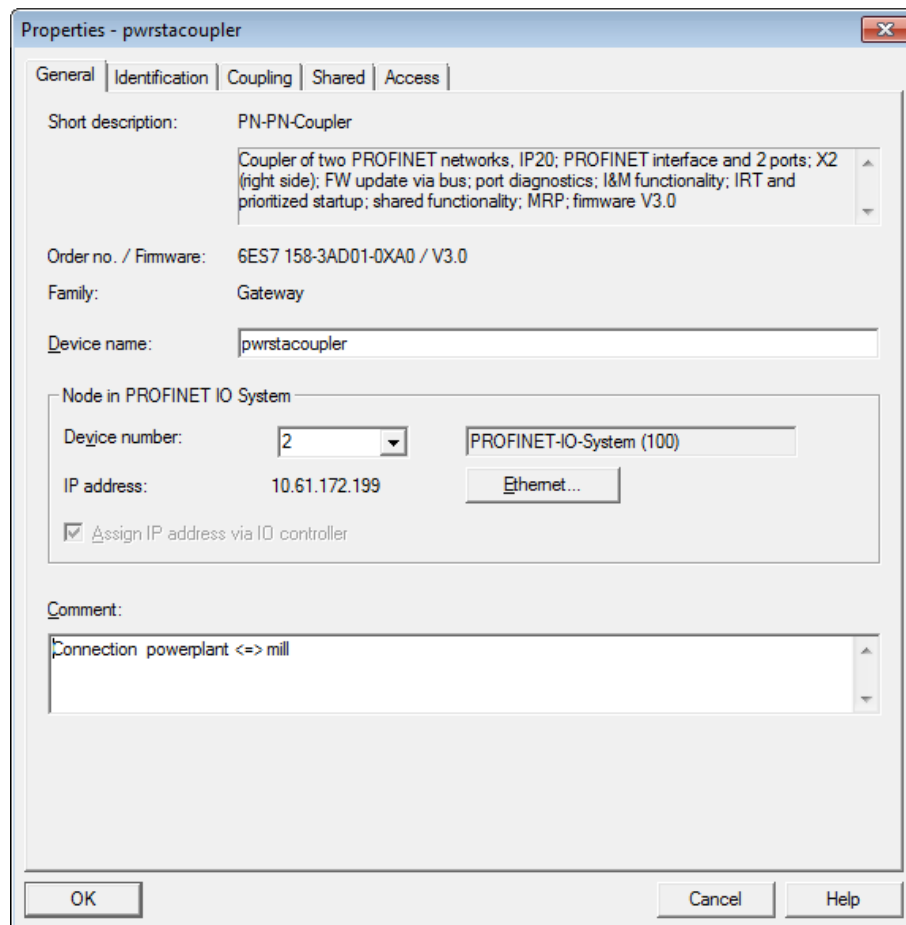 Properties - pwrstacoupler
General Identification Coupling Shared Access
Short description: PN-PN-Coupler
Coupler of two PROFINET networks, IP20; PROFINET interface and 2 ports; X2
(right side); FW update via bus; port diagnostics; I&M functionality; IRT and
prioritized startup; shared functionality; MRP; firmware V3.0
Order no. / Firmware: 6ES7 158-3AD01-0XA0 / V3.0
Family: Gateway
Device name: pwrstacoupler
Node in PROFINET IO System
Device number: 2 PROFINET-IO-System (100)
IP address: 10.61.172.199 Ethernet...
Assign IP address via IO controller
Comment:
Connection  powerplant <=> mill
OK Cancel Help